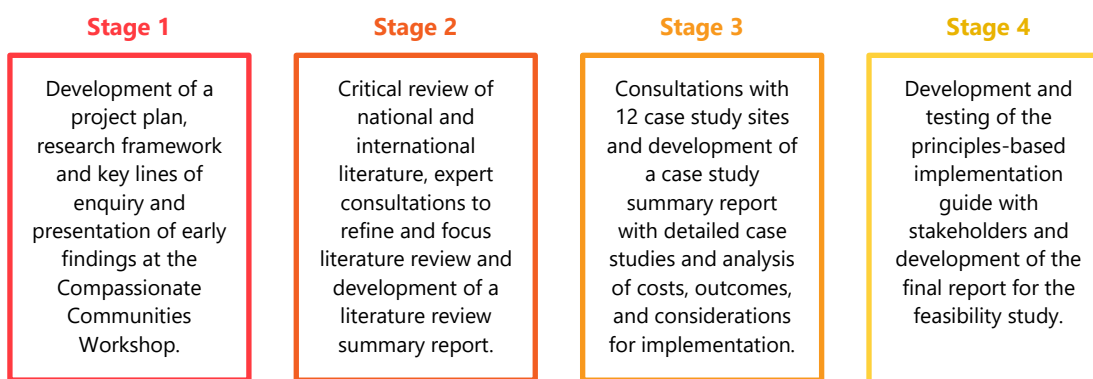 Stage 1
Development of a
project plan,
research framework
and key lines of
enquiry and
presentation of early
findings at the
Compassionate
Communities
Workshop.
Stage 2
Critical review of
national and
international
literature, expert
consultations to
refine and focus
literature review and
development of a
literature review
summary report.
Stage 3
Consultations with
12 case study sites
and development of
a case study
summary report
with detailed case
studies and analysis
of costs, outcomes,
and considerations
for implementation.
Stage 4
Development and
testing of the
principles-based
implementation
guide with
stakeholders and
development of the
final report for the
feasibility study.